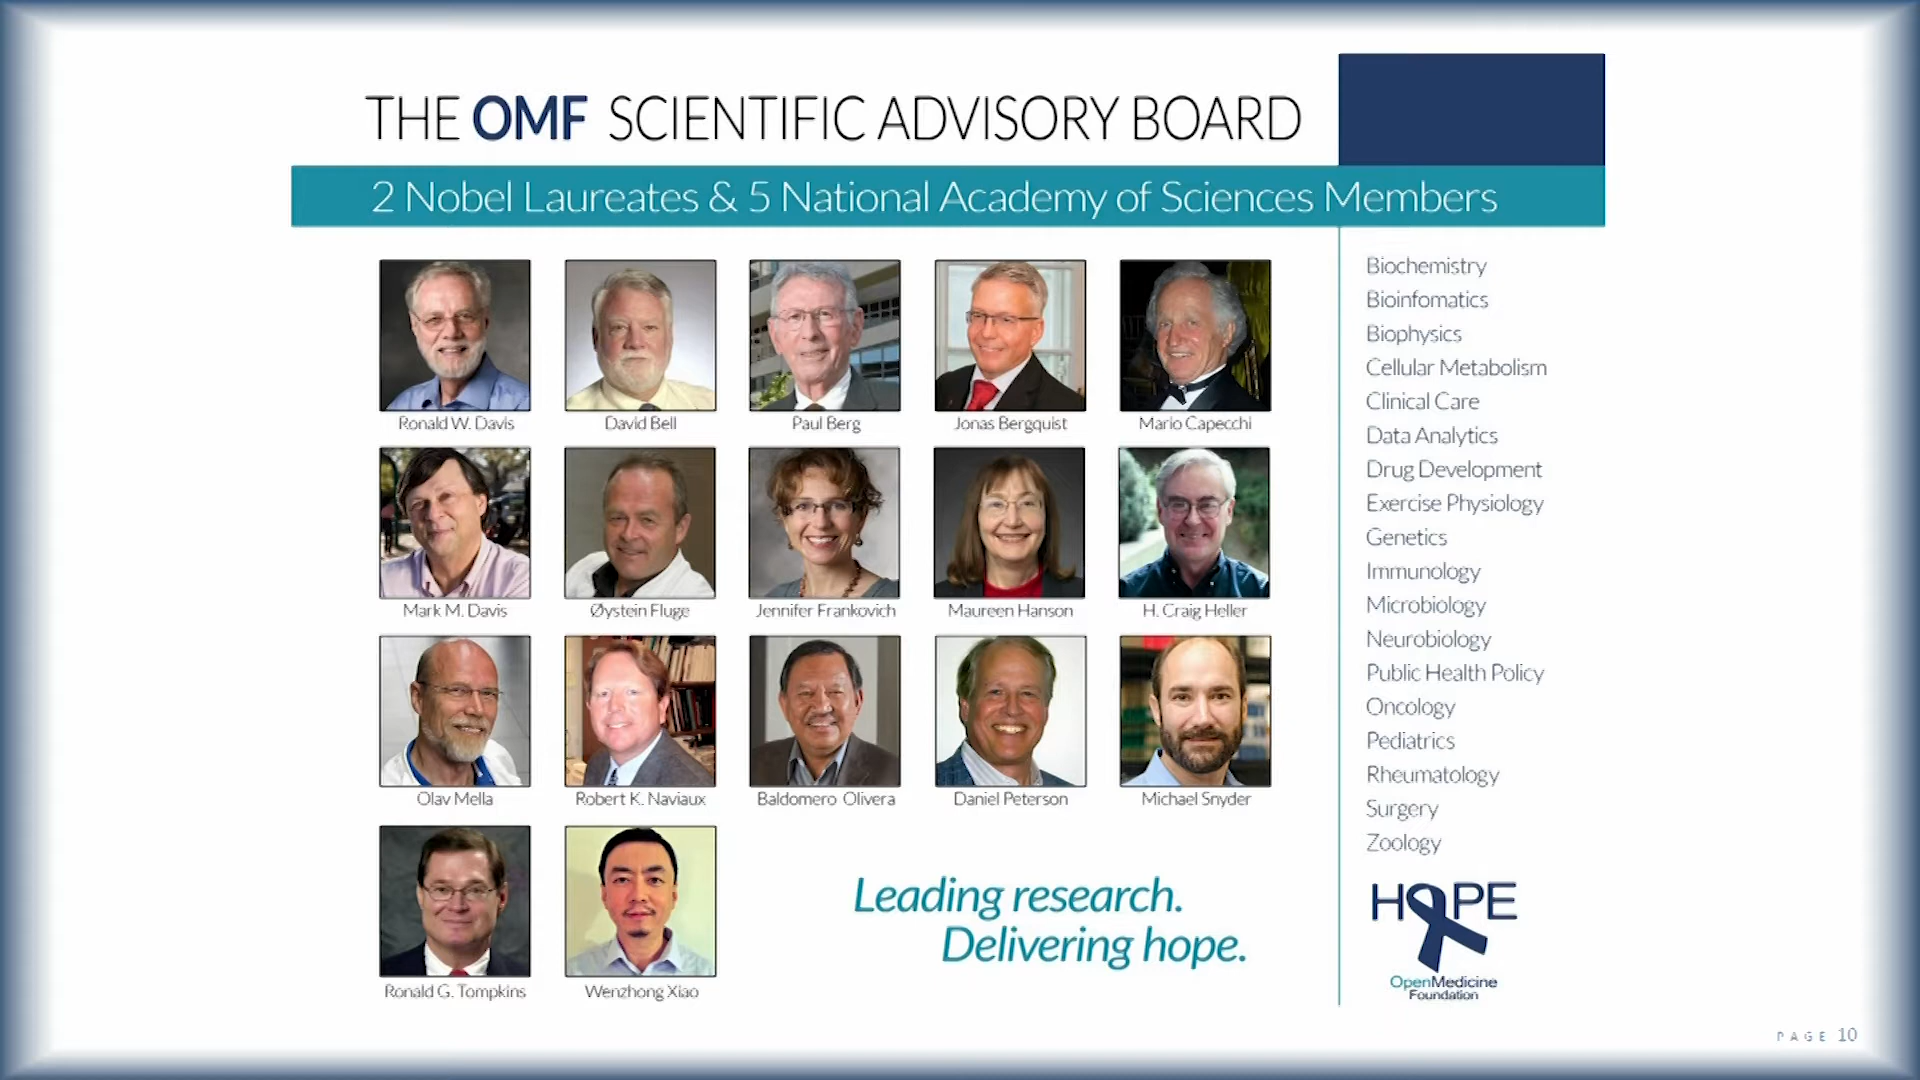 THE OMF SCIENTIFIC ADVISORY BOARD
2 Nobel Laureates & 5 National Academy of Sciences Members
Ronald W. Davis
David Bell
Paul Berg
Jonas Bergquist
Mario Capecchi
Mark M. Davis
Øystein Fluge
Jennifer Frankovich
Maureen Hanson
H. Craig Heller
Olav Mella
Robert K. Naviaux
Baldomero Olivera
Daniel Peterson
Michael Snyder
Ronald G. Tompkins
Wenzhong Xiao
Leading research.
Delivering hope.
Biochemistry
Bioinfomatics
Biophysics
Cellular Metabolism
Clinical Care
Data Analytics
Drug Development
Exercise Physiology
Genetics
Immunology
Microbiology
Neurobiology
Public Health Policy
Oncology
Pediatrics
Rheumatology
Surgery
Zoology
HOPE
OpenMedicine
Foundation
PAGE 10